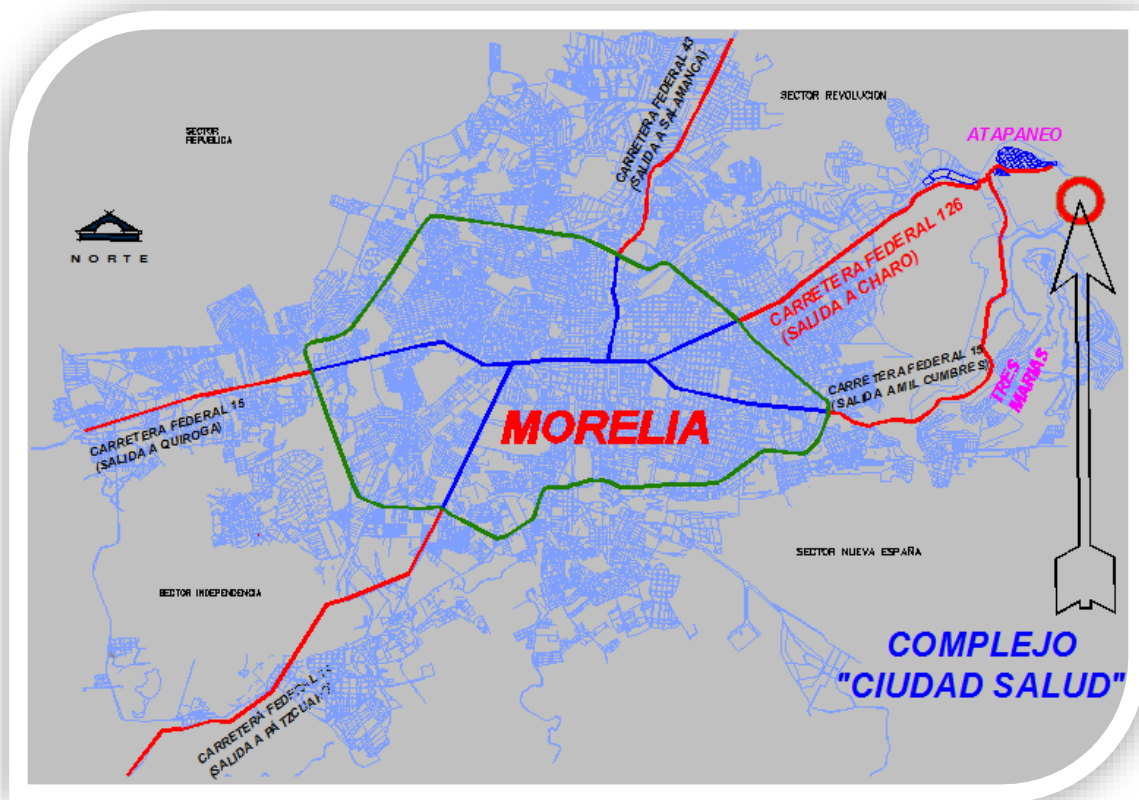 SECTOR
REPUBLICA
NORTE
CARRETERA FEDERAL 43
(SALIDA A SALAMANCA)
SECTOR REVOLUCION
ATAPANEO
CARRETERA FEDERAL 126
(SALIDA A CHARO)
CARRETERA FEDERAL 15
(SALIDA A MIL CUMBRES)
TRES
MARIAS
CARRETERA FEDERAL 15
(SALIDA A QUIROGA)
MORELIA
SECTOR NUEVA ESPAÑA
SECTOR INDEPENDENCIA
CARRETERA FEDERAL
(SALIDA A
COMPLEJO
"CIUDAD SALUD"